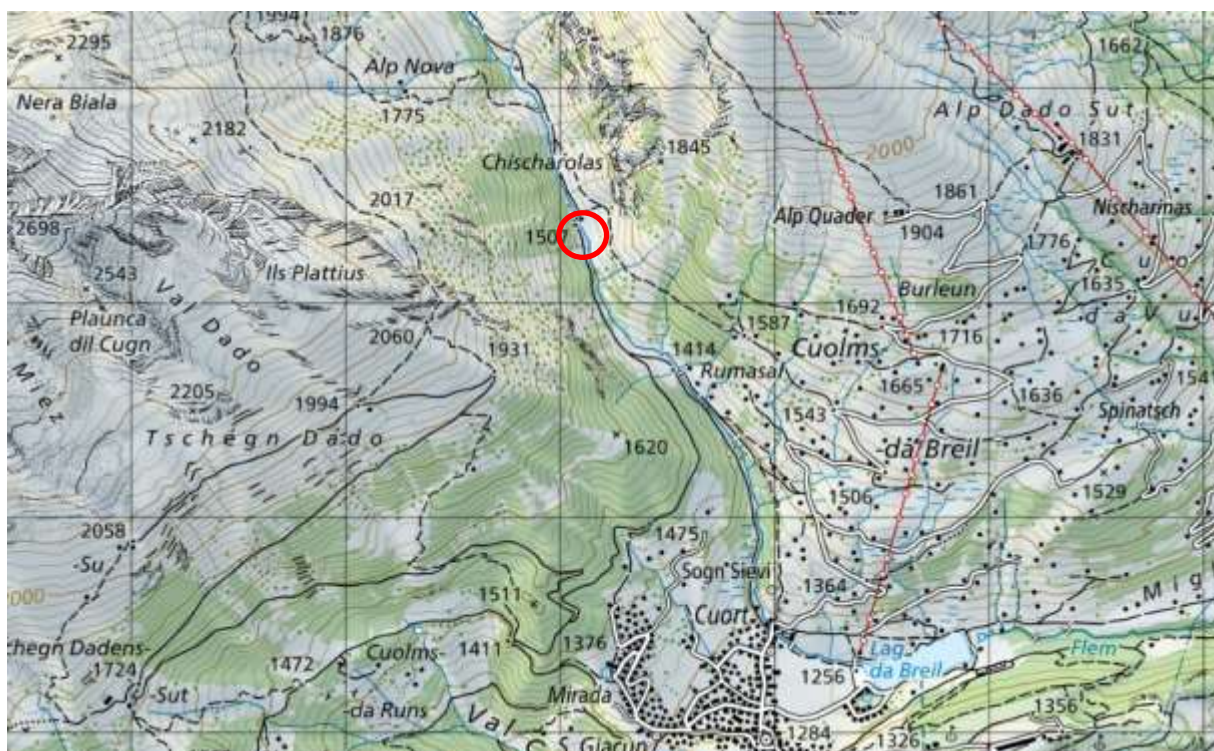 1994
2295
1876
Alp Nova
1775
Nera Biala
2182
Chischarolas
1845
2000
Alp Dado Sut
1662
1831
2017
1861
Nischarinas
Alp Quader
1904
2698
1507
1776
2543
Ils Plattius
Val Dado
Burleun
1635
1692
Plaunca
dil Cugn
2060
1931
1587
1716
1414
Cuolms-
Rumasal
Miez
2205
1994
1665
1636
Spinatsch
1543
Tschegn Dado
1620
-da Breil
1506
1529
2058
-Su
1475
Sogn Sievi
1364
1511
Cuort
1376
Lag
da Breil
Flem
1724
-Sut
1472
Cuolms-
-da Runs
1411
Mirada
1256
Val
S. Giacun
1284
1326
1356